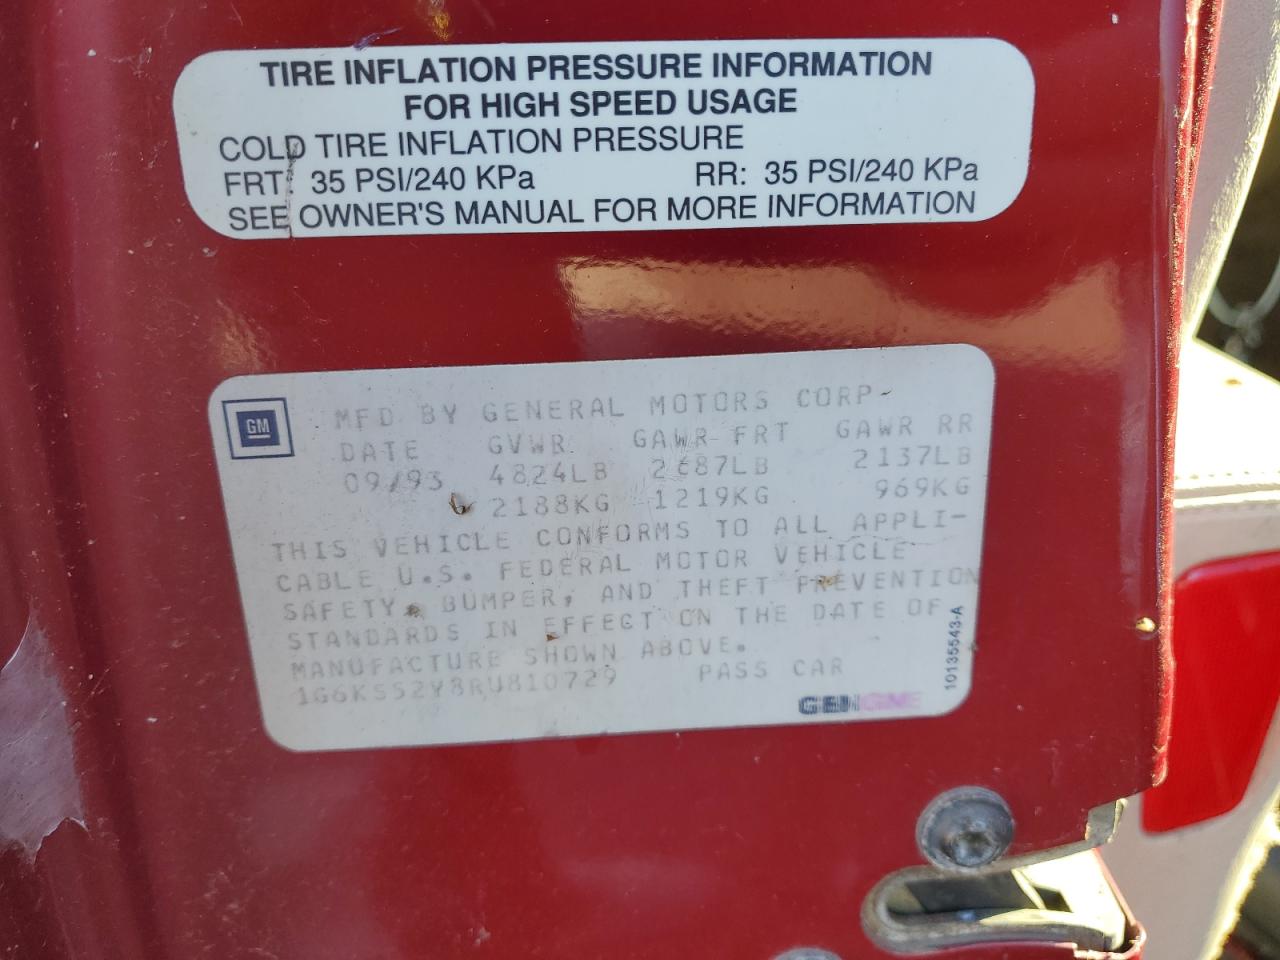 TIRE INFLATION PRESSURE INFORMATION
FOR HIGH SPEED USAGE
COLD TIRE INFLATION PRESSURE
FRT: 35 PSI/240 KPa RR: 35 PSI/240 KPa
SEE OWNER'S MANUAL FOR MORE INFORMATION
GM
MFD BY GENERAL MOTORS CORP
DATE GVWR GAWR FRT GAWR RR
09/93 4824LB 2687LB 2137LB
2188KG 1219KG 969KG
THIS VEHICLE CONFORMS TO ALL APPLI-
CABLE U.S. FEDERAL MOTOR VEHICLE
SAFETY, BUMPER, AND THEFT PREVENTION
STANDARDS IN EFFECT ON THE DATE OF
MANUFACTURE SHOWN ABOVE.
1G6KS52Y8RU810729 PASS CAR
10135543-A